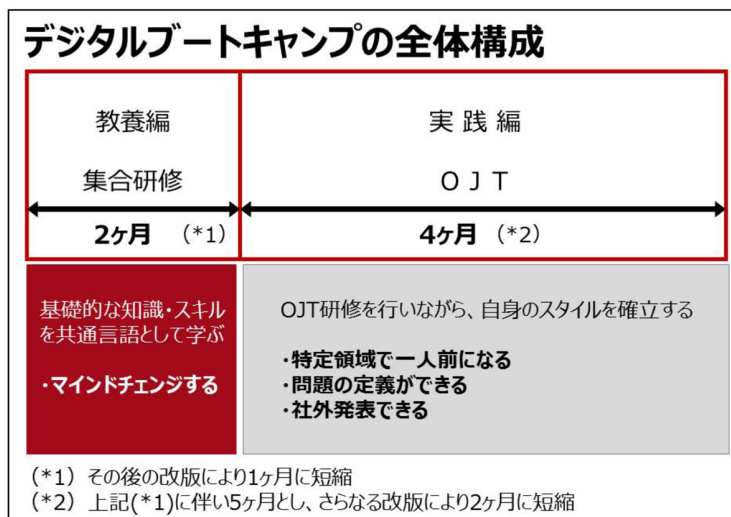 デジタルブートキャンプの全体構成
教養編
集合研修
2ヶ月 (*1)
実 践 編
O J T
4ヶ月 (*2)
基礎的な知識・スキル
を共通言語として学ぶ
・マインドチェンジする
OJT研修を行いながら、自身のスタイルを確立する
・特定領域で一人前になる
・問題の定義ができる
・社外発表できる
(*1) その後の改版により1ヶ月に短縮
(*2) 上記(*1)に伴い5ヶ月とし、さらなる改版により2ヶ月に短縮